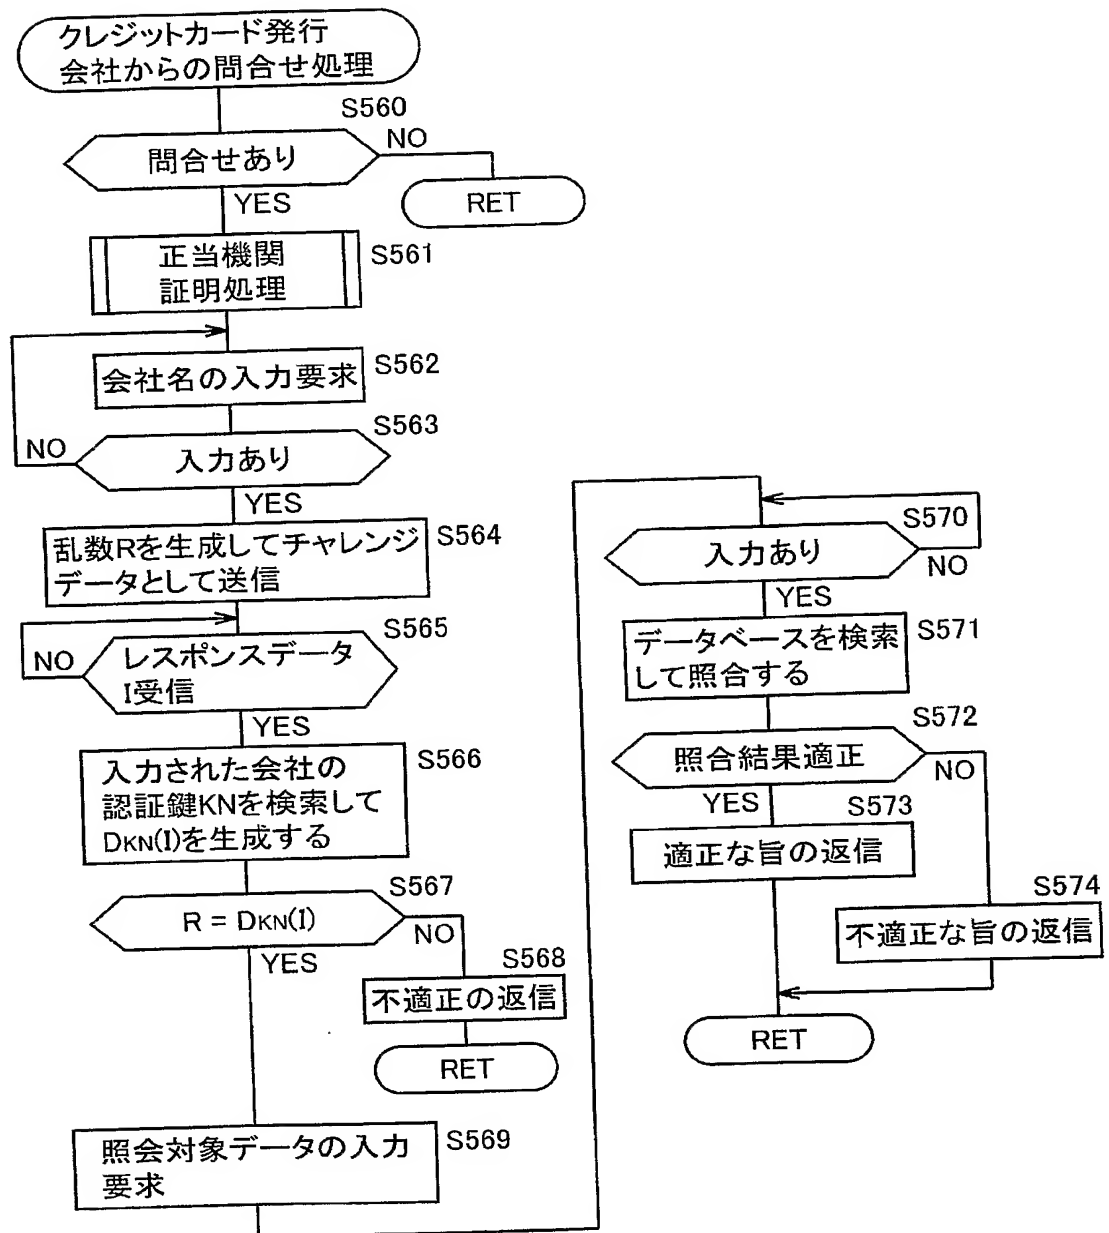 クレジットカード発行
会社からの問合せ処理
S560
問合せあり
NO
RET
YES
正当機関
証明処理
S561
会社名の入力要求
S562
S563
入力あり
NO
YES
乱数Rを生成してチャレンジ
データとして送信
S564
S565
レスポンスデータ
I受信
NO
YES
入力された会社の
認証鍵KNを検索して
DKN(I)を生成する
S566
S567
R = DKN(I)
NO
YES
S568
不適正の返信
RET
照会対象データの入力
要求
S569
S570
入力あり
NO
YES
データベースを検索
して照合する
S571
S572
照合結果適正
NO
YES
S573
適正な旨の返信
S574
不適正な旨の返信
RET